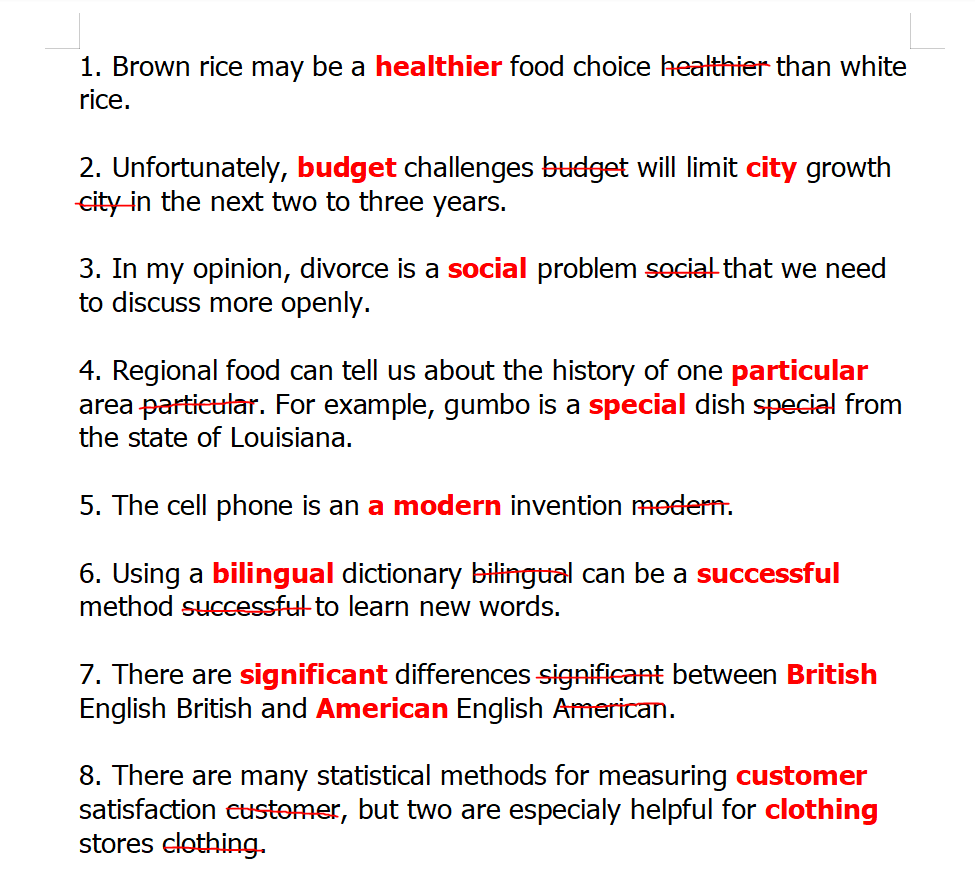 1. Brown rice may be a healthier food choice healthier than white
rice.
2. Unfortunately, budget challenges budget will limit city growth
city in the next two to three years.
3. In my opinion, divorce is a social problem social that we need
to discuss more openly.
4. Regional food can tell us about the history of one particular
area particular. For example, gumbo is a special dish special from
the state of Louisiana.
5. The cell phone is an a modern invention modern.
6. Using a bilingual dictionary bilingual can be a successful
method successful to learn new words.
7. There are significant differences significant between British
English British and American English American.
8. There are many statistical methods for measuring customer
satisfaction customer, but two are especialy helpful for clothing
stores clothing.